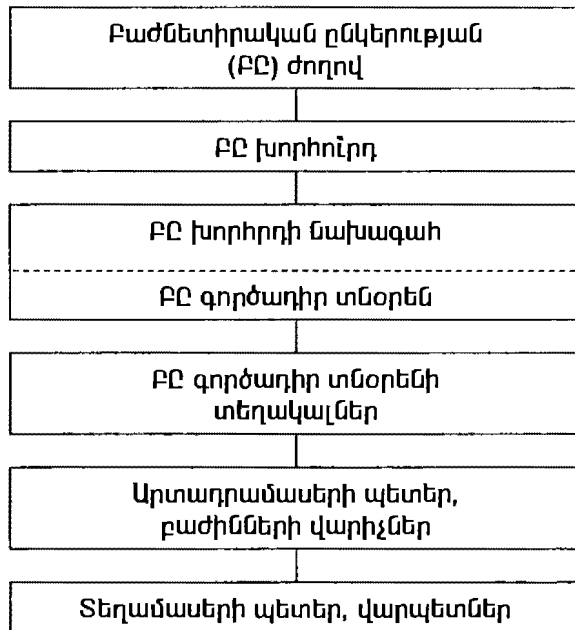 Բաժնետիրական ընկերության
(ԲԸ) ժողով
ԲԸ խորհուրդ
ԲԸ խորհրդի նախագահ
ԲԸ գործադիր տնօրեն
ԲԸ գործադիր տնօրենի
տեղակալներ
Արտադրամասերի պետեր,
բաժինների վարիչներ
Տեղամասերի պետեր, վարպետներ